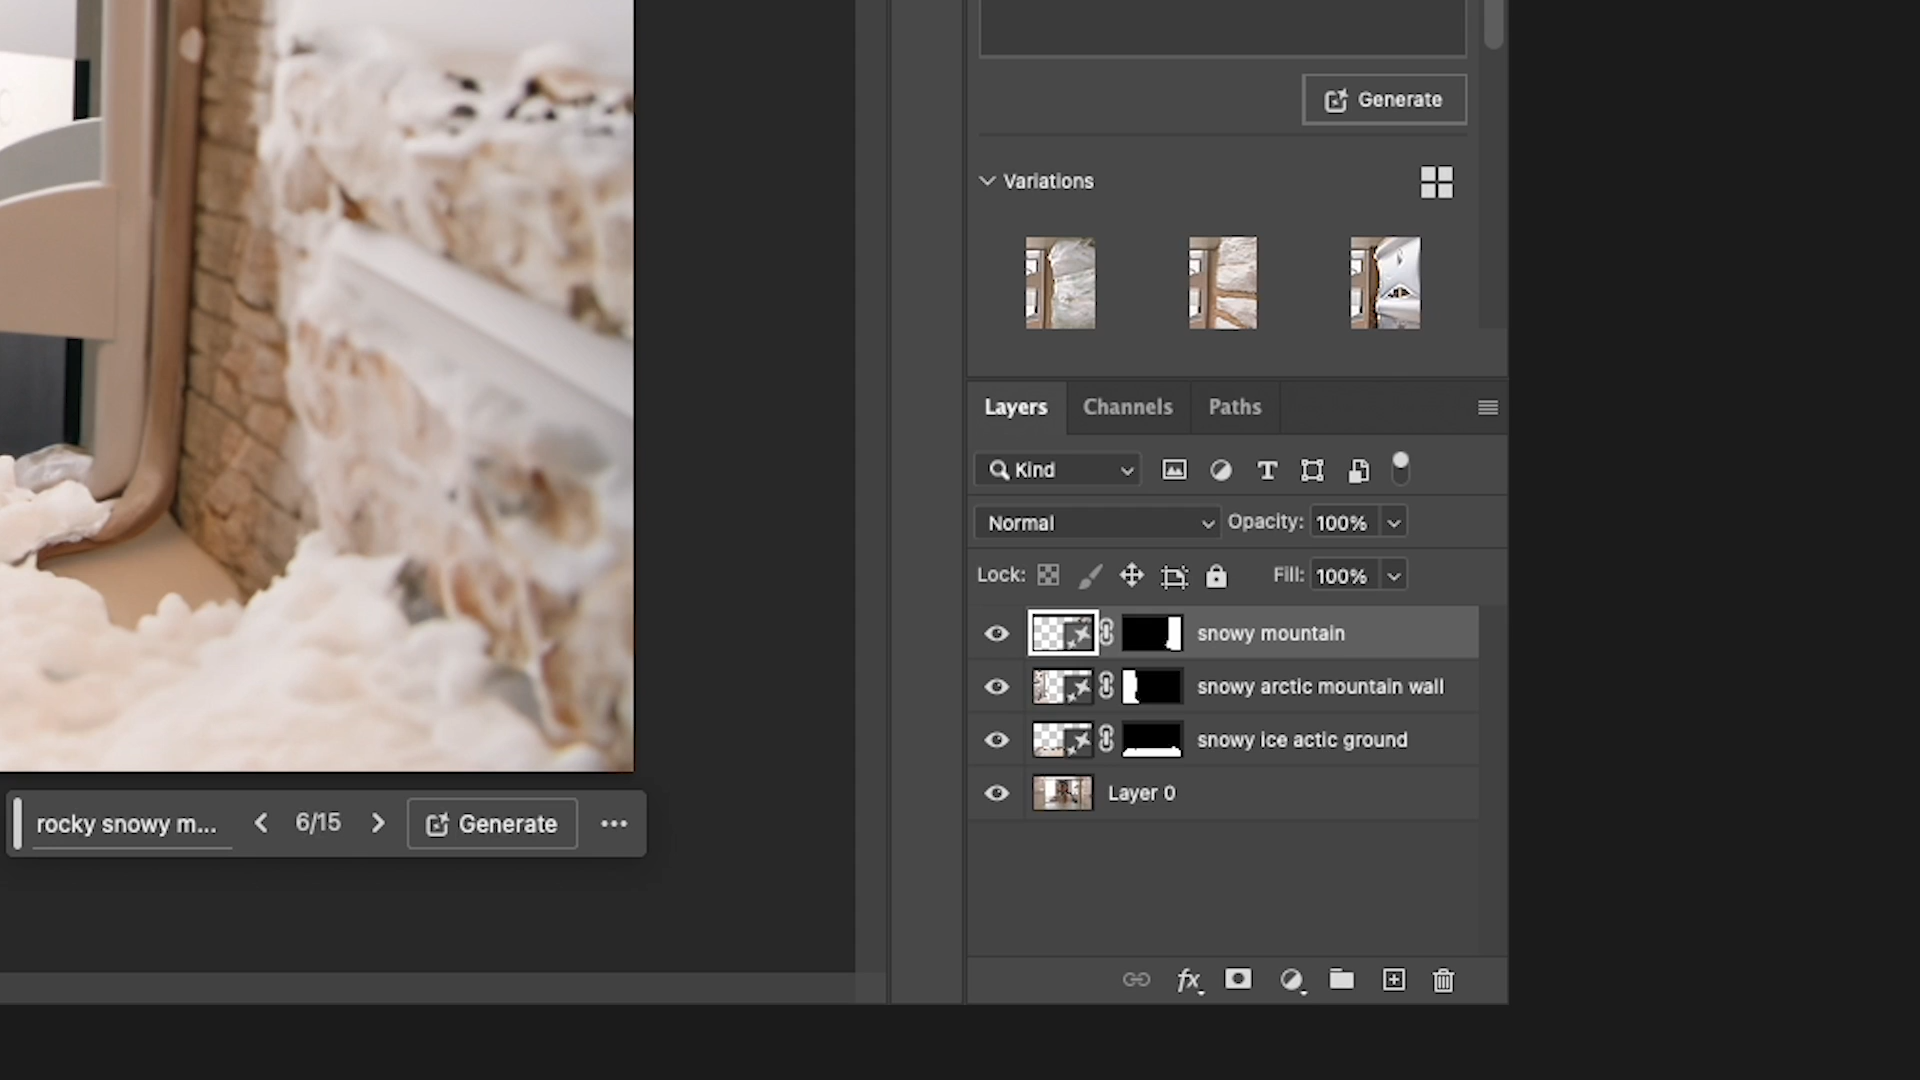 Generate
Variations
Layers Channels Paths
Kind
Normal Opacity: 100%
Lock: Fill: 100%
snowy mountain
snowy arctic mountain wall
snowy ice actic ground
Layer 0
rocky snowy m... 6/15 Generate
fx